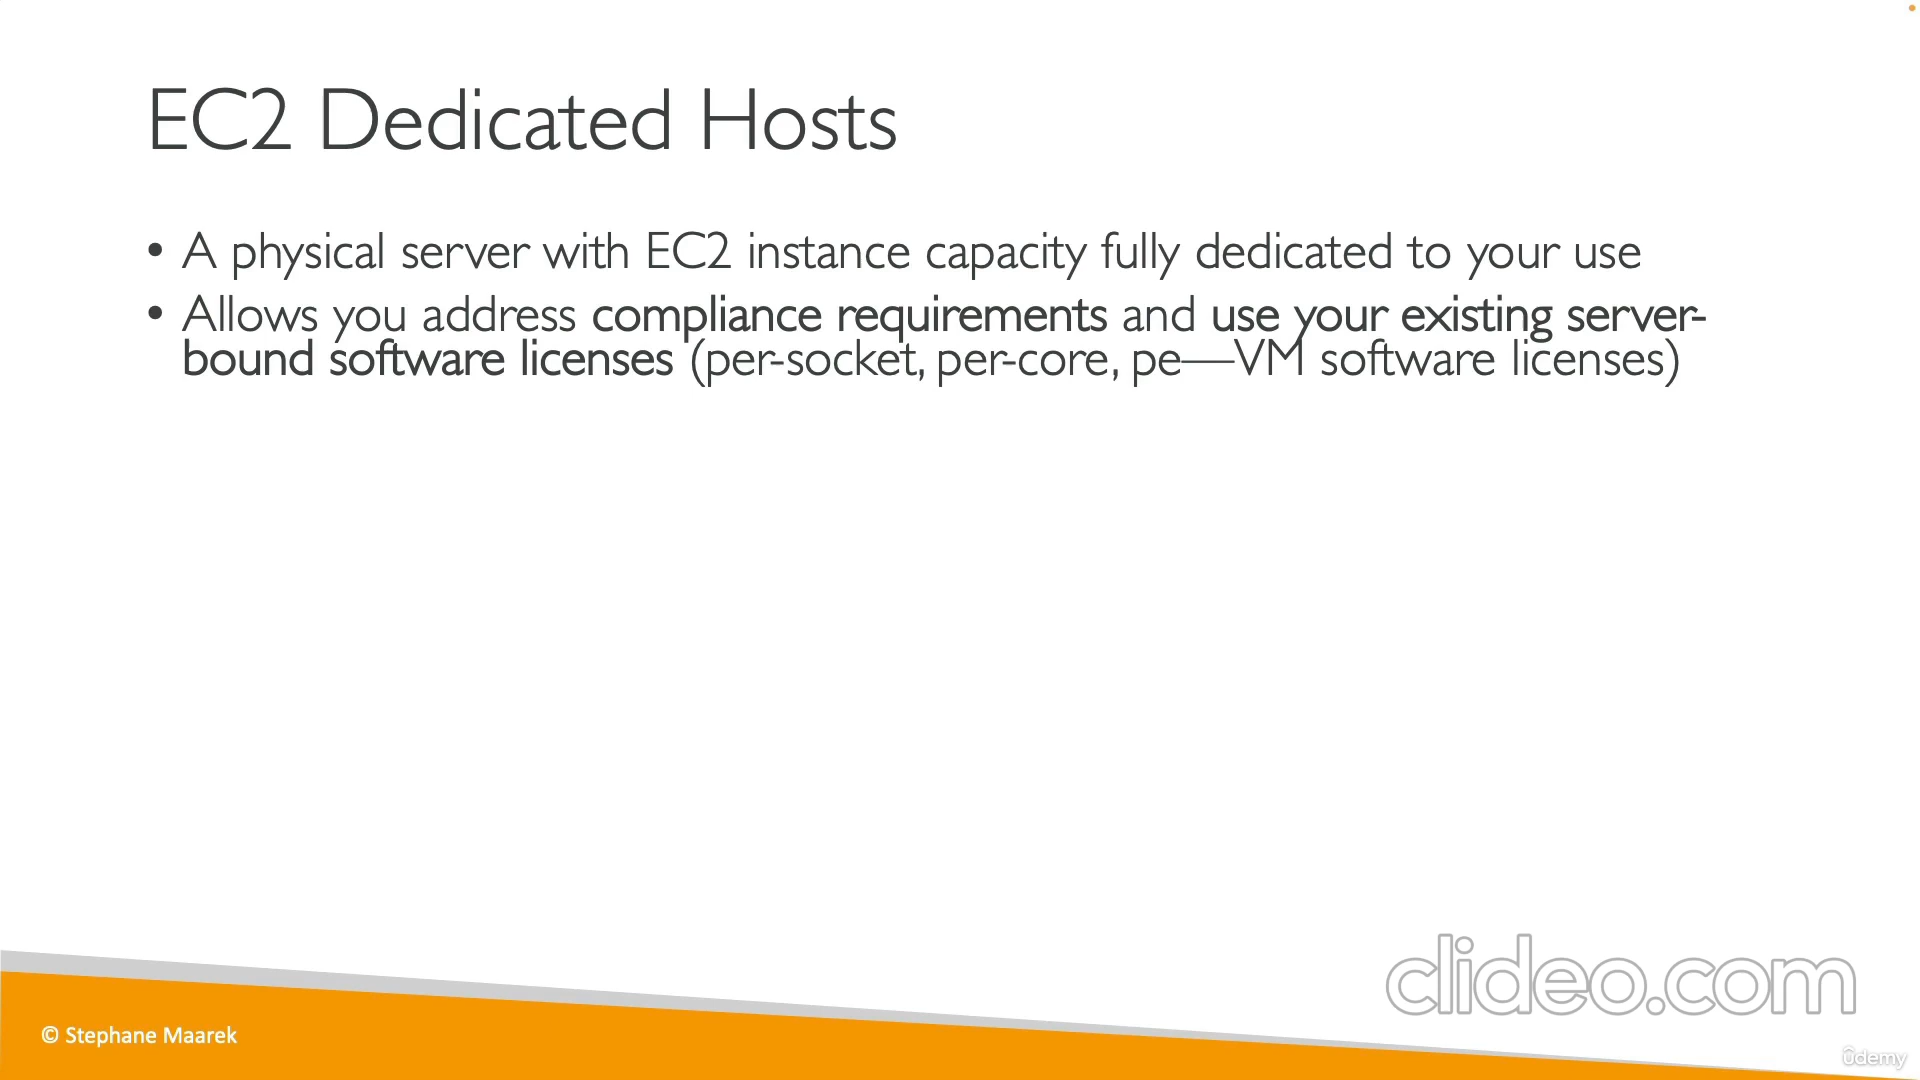 EC2 Dedicated Hosts
• A physical server with EC2 instance capacity fully dedicated to your use
• Allows you address compliance requirements and use your existing server-
bound software licenses (per-socket, per-core, pe—VM software licenses)
clideo.com
© Stephane Maarek
ûdemy